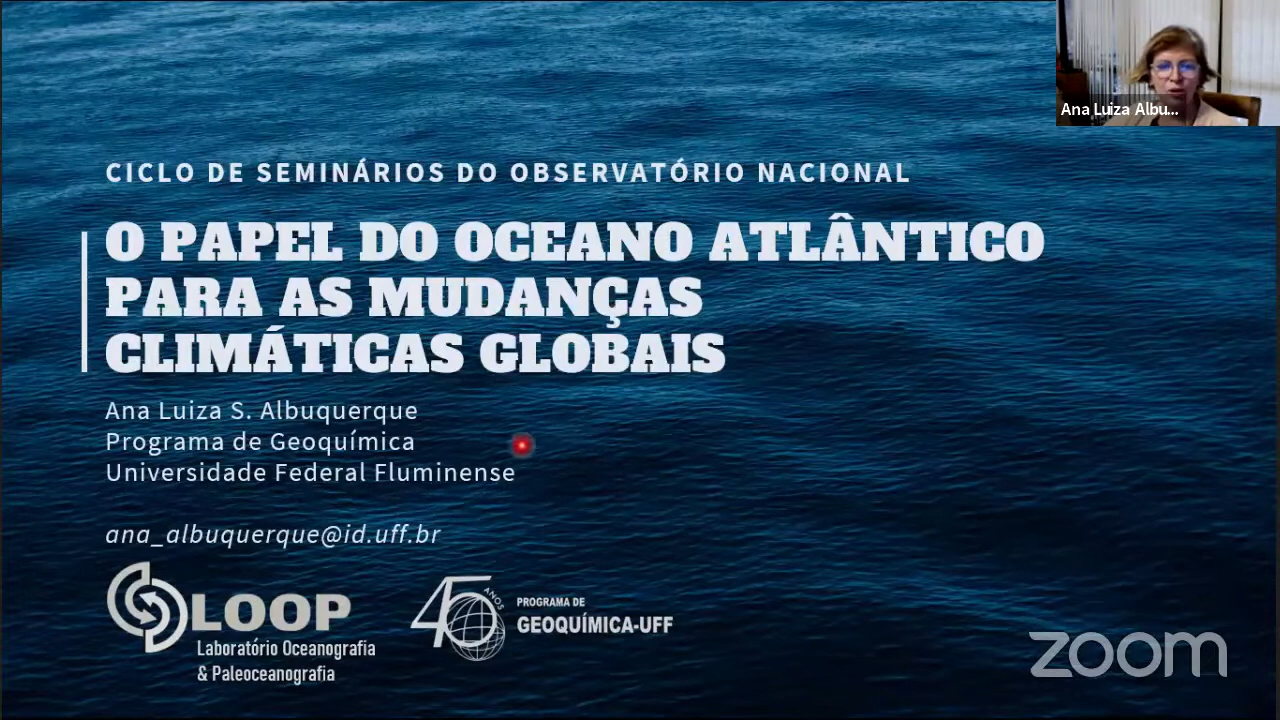 Ana Luiza Albu...
CICLO DE SEMINÁRIOS DO OBSERVATÓRIO NACIONAL
O PAPEL DO OCEANO ATLÂNTICO
PARA AS MUDANÇAS
CLIMÁTICAS GLOBAIS
Ana Luiza S. Albuquerque
Programa de Geoquímica
Universidade Federal Fluminense
ana_albuquerque@id.uff.br
LOOP
Laboratório Oceanografia
& Paleoceanografia
45 ANOS
PROGRAMA DE
GEOQUÍMICA-UFF
zoom